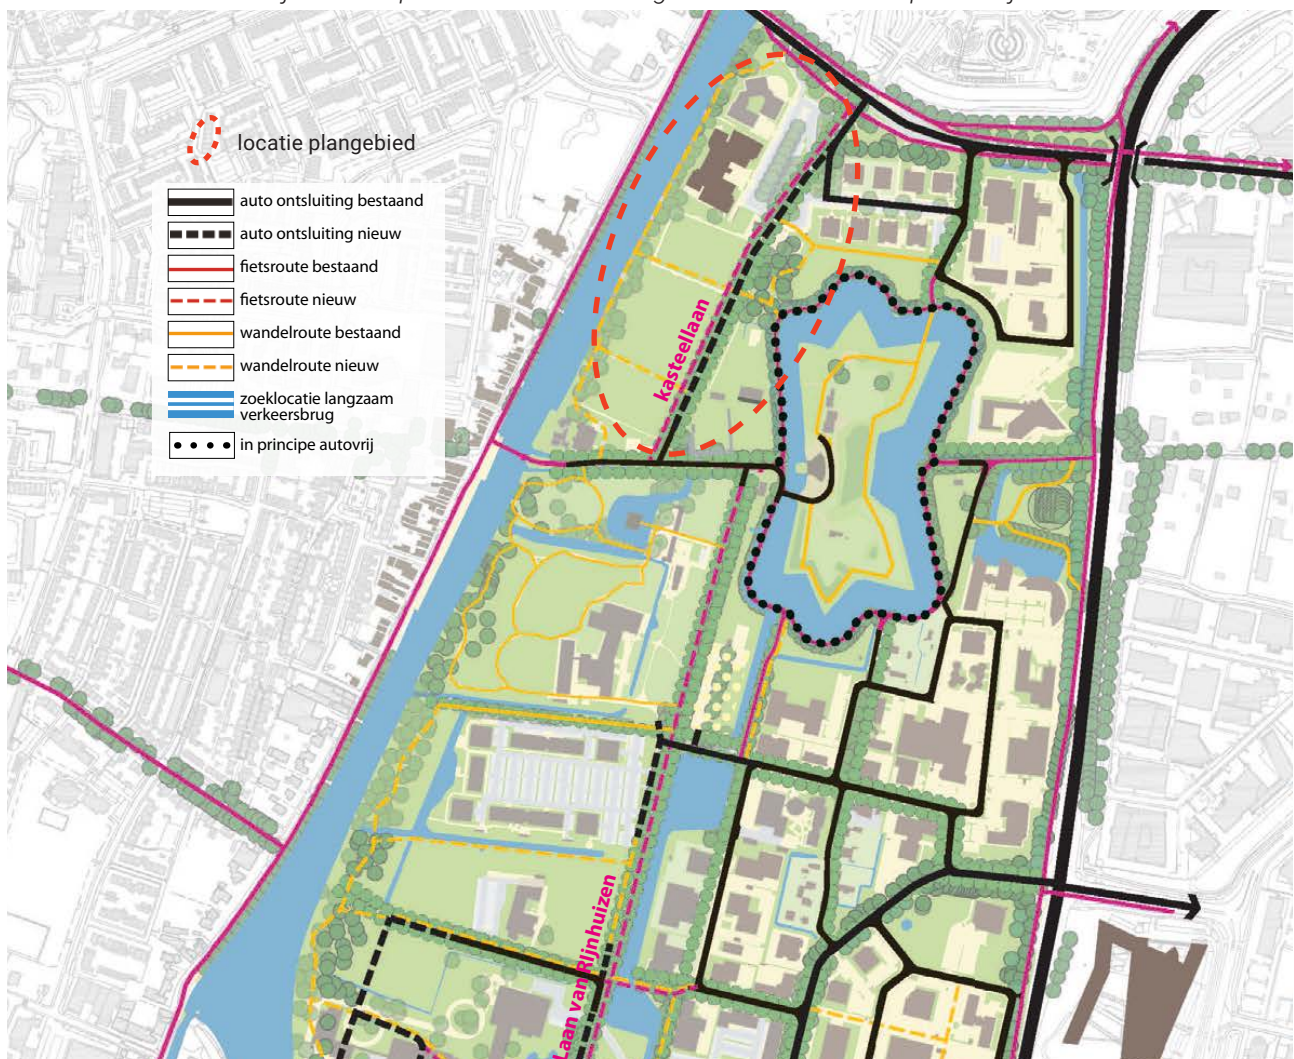 locatie plangebied
auto ontsluiting bestaand
auto ontsluiting nieuw
fietsroute bestaand
fietsroute nieuw
wandelroute bestaand
wandelroute nieuw
zoeklocatie langzaam
verkeersbrug
in principe autovrij
kasteellaan
Laan van Rijnhuizen